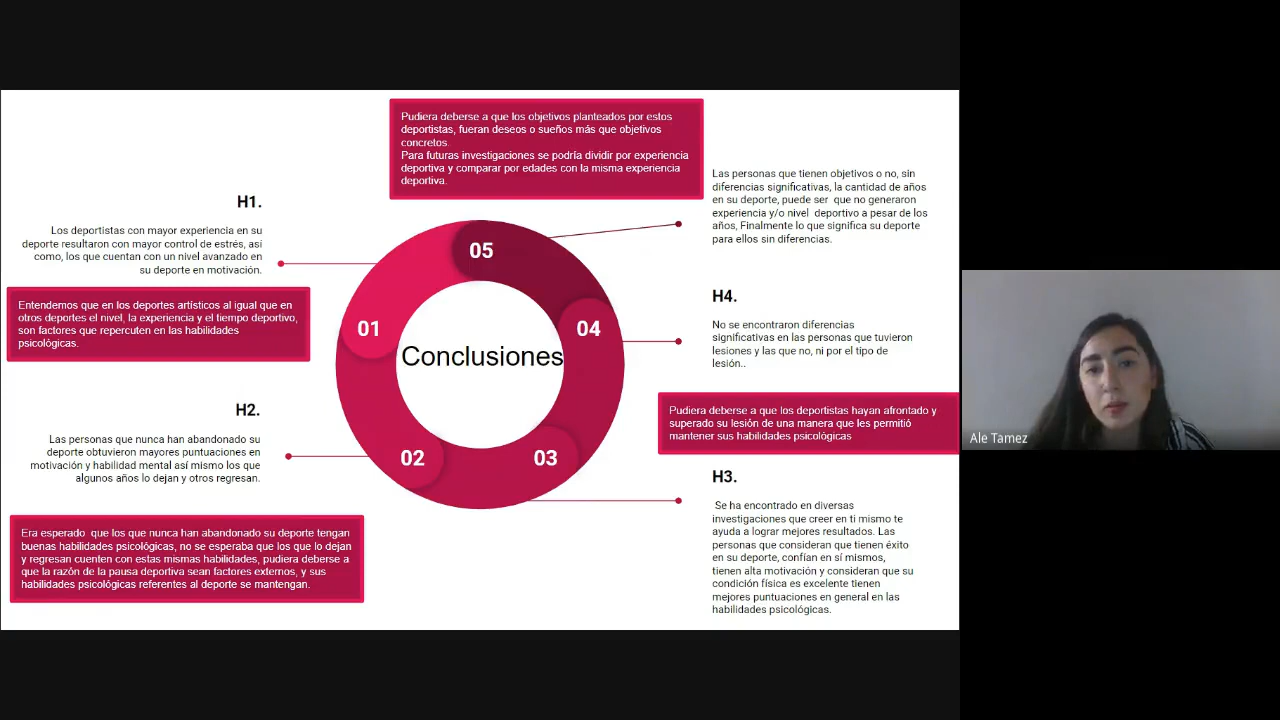 Pudiera deberse a que los objetivos planteados por estos
deportistas, fueran deseos o sueños más que objetivos
concretos.
Para futuras investigaciones se podría dividir por experiencia
deportiva y comparar por edades con la misma experiencia
deportiva.
H1.
Los deportistas con mayor experiencia en su
deporte resultaron con mayor control de estrés, así
como, los que cuentan con un nivel avanzado en
su deporte en motivación.
Entendemos que en los deportes artísticos al igual que en
otros deportes el nivel, la experiencia y el tiempo deportivo,
son factores que repercuten en las habilidades
psicológicas.
H2.
Las personas que nunca han abandonado su
deporte obtuvieron mayores puntuaciones en
motivación y habilidad mental así mismo los que
algunos años lo dejan y otros regresan.
Era esperado que los que nunca han abandonado su deporte tengan
buenas habilidades psicológicas, no se esperaba que los que lo dejan
y regresan cuenten con estas mismas habilidades, pudiera deberse a
que la razón de la pausa deportiva sean factores externos, y sus
habilidades psicológicas referentes al deporte se mantengan.
05
01
04
Conclusiones
02
03
Las personas que tienen objetivos o no, sin
diferencias significativas, la cantidad de años
en su deporte, puede ser que no generaron
experiencia y/o nivel deportivo a pesar de los
años, Finalmente lo que significa su deporte
para ellos sin diferencias.
H4.
No se encontraron diferencias
significativas en las personas que tuvieron
lesiones y las que no, ni por el tipo de
lesión..
Pudiera deberse a que los deportistas hayan afrontado y
superado su lesión de una manera que les permitió
mantener sus habilidades psicológicas
H3.
Se ha encontrado en diversas
investigaciones que creer en ti mismo te
ayuda a lograr mejores resultados. Las
personas que consideran que tienen éxito
en su deporte, confían en sí mismos,
tienen alta motivación y consideran que su
condición física es excelente tienen
mejores puntuaciones en general en las
habilidades psicológicas.
Ale Tamez